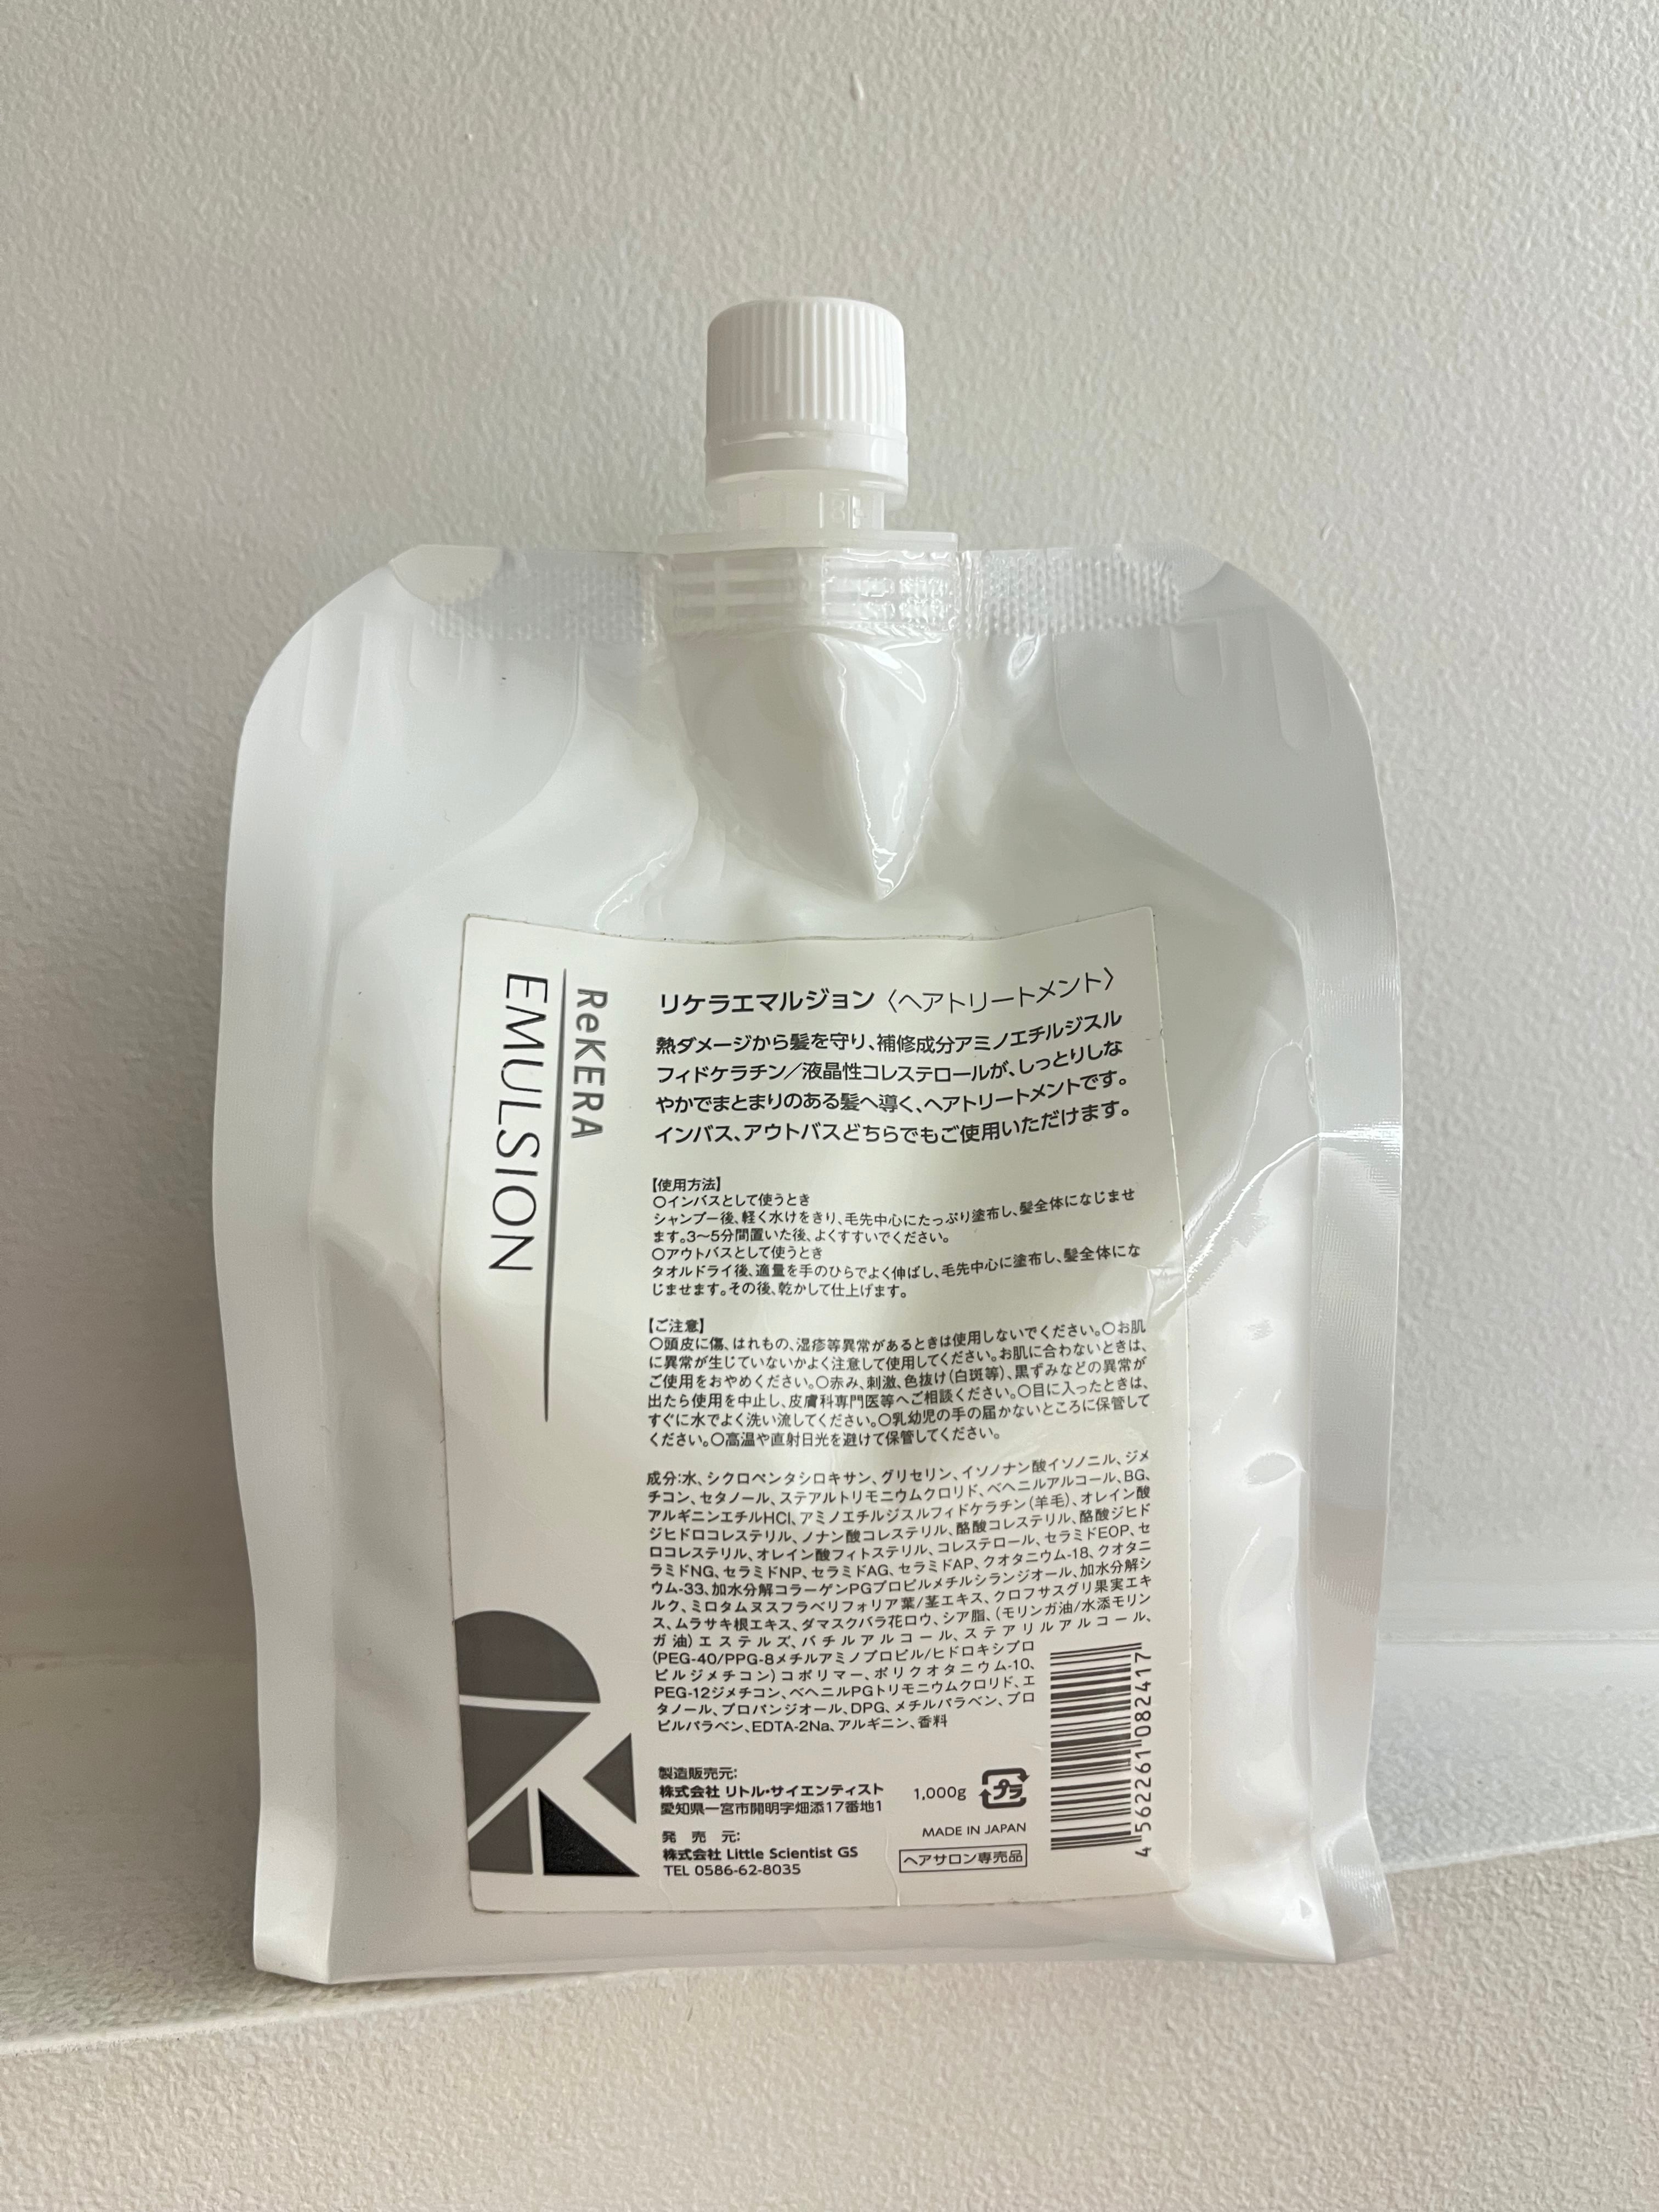 ReKERA
EMULSION
リケラエマルジョン〈ヘアトリートメント〉
熱ダメージから髪を守り、補修成分アミノエチルジスル
フィドケラチン／液晶性コレステロールが、しっとりしな
やかでまとまりのある髪へ導く、ヘアトリートメントです。
インバス、アウトバスどちらでもご使用いただけます。
【使用方法】
○インバスとして使うとき
シャンプー後、軽く水けをきり、毛先中心にたっぷり塗布し、髪全体になじませ
ます。3〜5分間置いた後、よくすすいでください。
○アウトバスとして使うとき
タオルドライ後、適量を手のひらでよく伸ばし、毛先中心に塗布し、髪全体にな
じませます。その後、乾かして仕上げます。
【ご注意】
○頭皮に傷、はれもの、湿疹等異常があるときは使用しないでください。○お肌
に異常が生じていないかよく注意して使用してください。お肌に合わないときは、
ご使用をおやめください。○赤み、刺激、色抜け（白斑等）、黒ずみなどの異常が
出たら使用を中止し、皮膚科専門医等へご相談ください。○目に入ったときは、
すぐに水でよく洗い流してください。○乳幼児の手の届かないところに保管して
ください。○高温や直射日光を避けて保管してください。
成分:水、シクロペンタシロキサン、グリセリン、イソノナン酸イソノニル、ジメ
チコン、セタノール、ステアルトリモニウムクロリド、ベヘニルアルコール、BG、
アルギニンエチルHCl、アミノエチルジスルフィドケラチン（羊毛）、オレイン酸
ジヒドロコレステリル、ノナン酸コレステリル、酪酸コレステリル、酪酸ジヒド
ロコレステリル、オレイン酸フィトステリル、コレステロール、セラミドEOP、セ
ラミドNG、セラミドNP、セラミドAG、セラミドAP、クオタニウム-18、クオタニ
ウム-33、加水分解コラーゲンPGプロピルメチルシランジオール、加水分解シ
ルク、ミロタムヌスフラベリフォリア葉/茎エキス、クロフサスグリ果実エキ
ス、ムラサキ根エキス、ダマスクバラ花ロウ、シア脂、（モリンガ油/水添モリン
ガ油）エステルズ、バチルアルコール、ステアリルアルコール、
(PEG-40/PPG-8メチルアミノプロピル/ヒドロキシプロ
ピルジメチコン）コポリマー、ポリクオタニウム-10、
PEG-12ジメチコン、ベヘニルPGトリモニウムクロリド、エ
タノール、プロパンジオール、DPG、メチルパラベン、プロ
ピルパラベン、EDTA-2Na、アルギニン、香料
製造販売元:
株式会社 リトル・サイエンティスト
愛知県一宮市開明字畑添17番地1
発 売 元:
株式会社 Little Scientist GS
TEL 0586-62-8035
1,000g
プラ
MADE IN JAPAN
ヘアサロン専売品
4 562261 082417